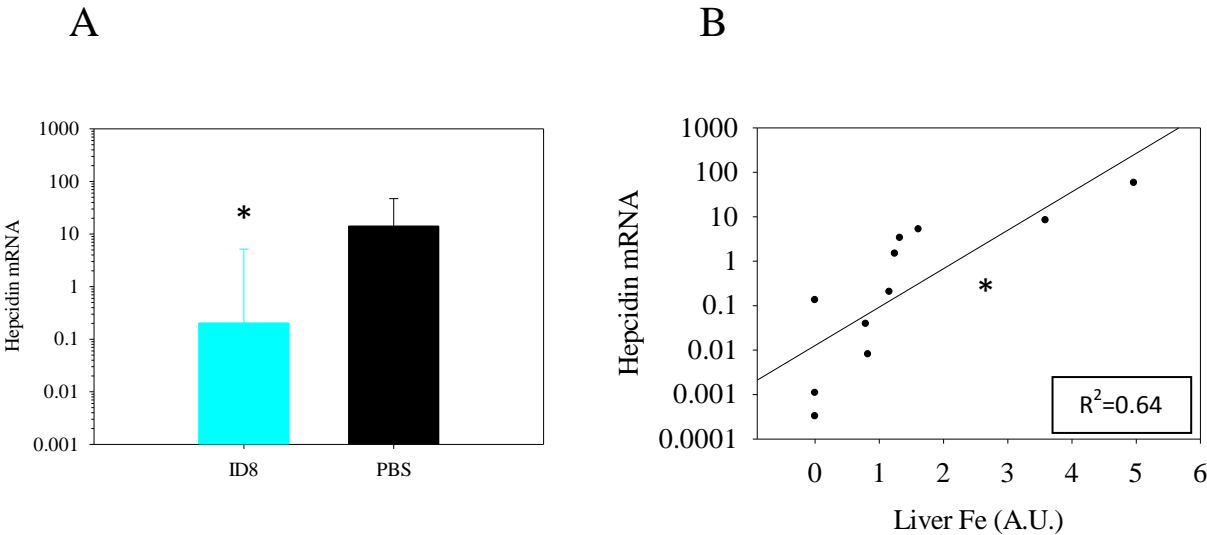 A
B
1000
100
10
1
0.1
0.01
0.001
Hepcidin mRNA
*
ID8
PBS
1000
100
10
1
0.1
0.01
0.001
0.0001
Hepcidin mRNA
*
R²=0.64
0 1 2 3 4 5 6
Liver Fe (A.U.)